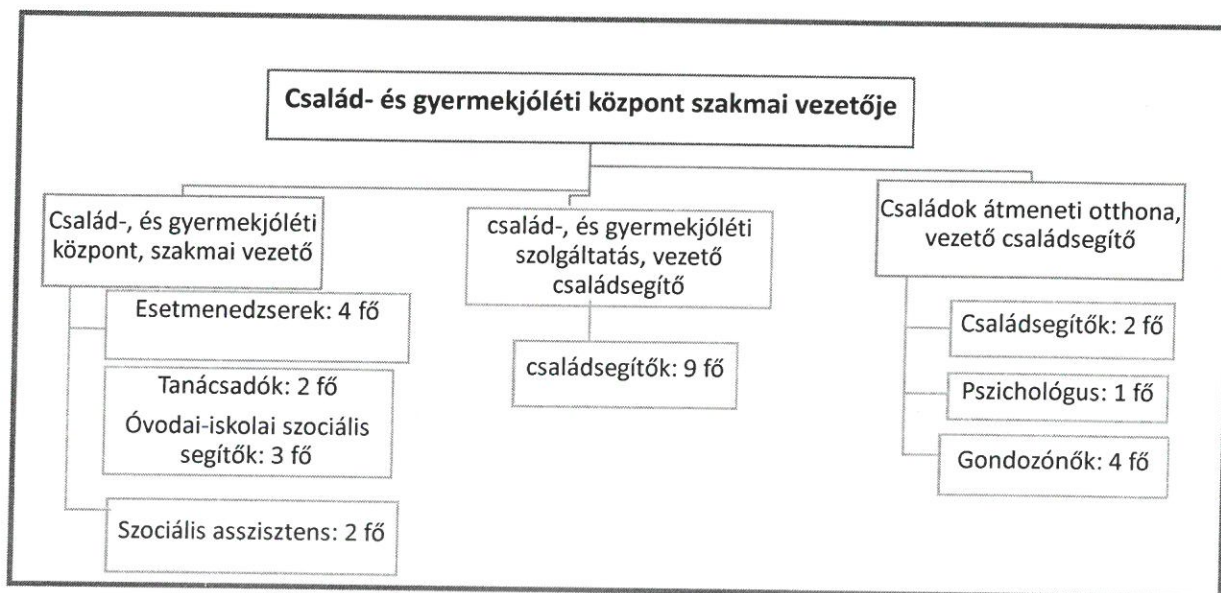 Család- és gyermekjóléti központ szakmai vezetője
Család-, és gyermekjóléti
központ, szakmai vezető
Esetmenedzserek: 4 fő
Tanácsadók: 2 fő
Óvodai-iskolai szociális
segítők: 3 fő
Szociális asszisztens: 2 fő
család-, és gyermekjóléti
szolgáltatás, vezető
családsegítő
családsegítők: 9 fő
Családok átmeneti otthona,
vezető családsegítő
Családsegítők: 2 fő
Pszichológus: 1 fő
Gondozónők: 4 fő